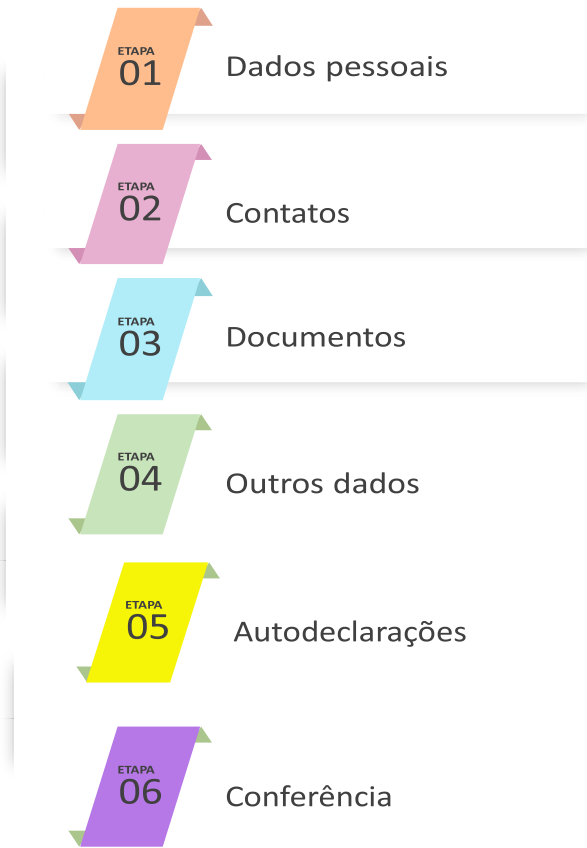 ETAPA
01
Dados pessoais
ETAPA
02
Contatos
ETAPA
03
Documentos
ETAPA
04
Outros dados
ETAPA
05
Autodeclarações
ETAPA
06
Conferência